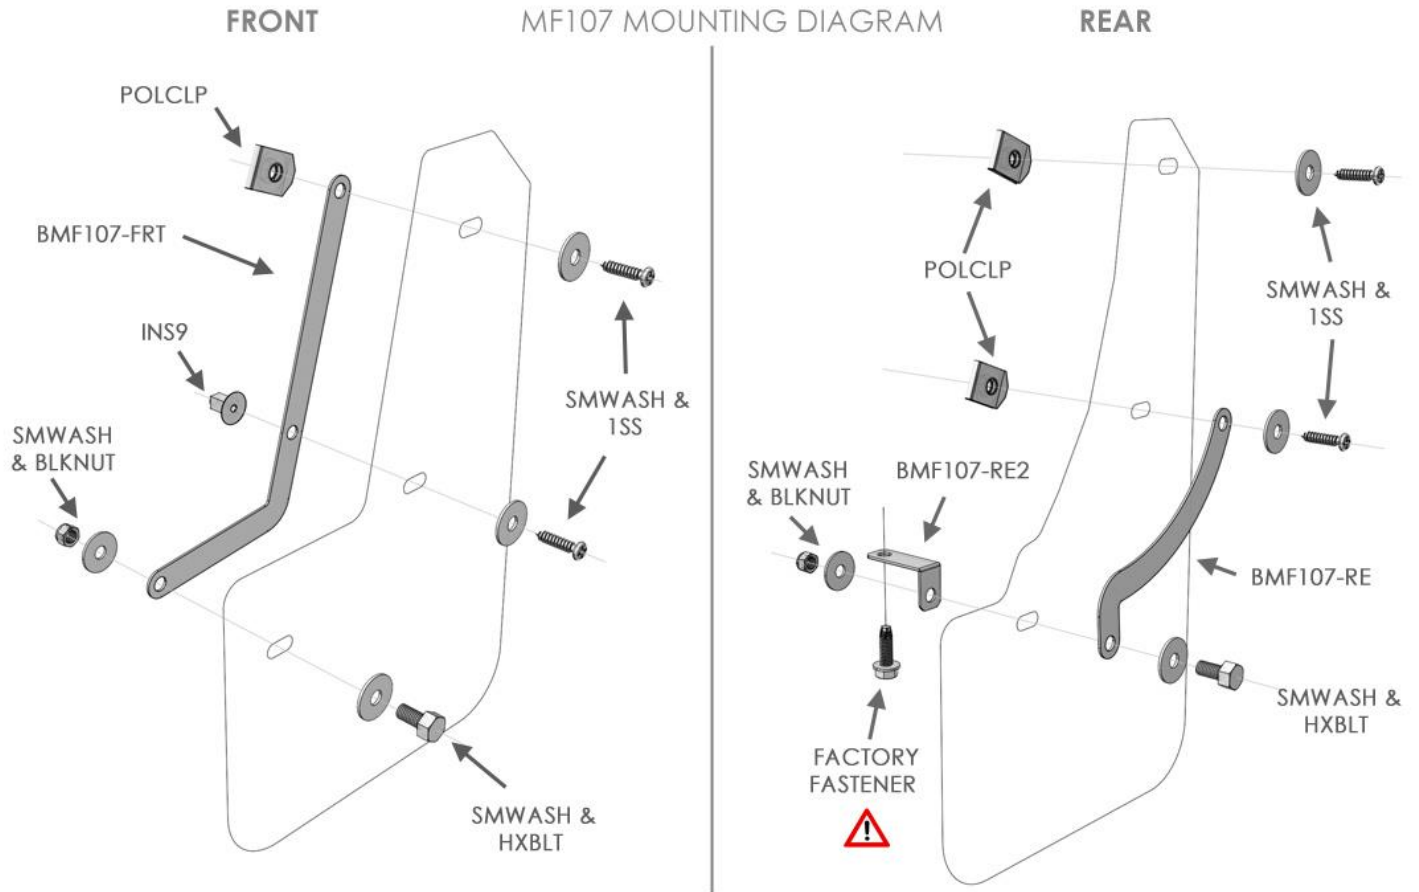 FRONT
MF107 MOUNTING DIAGRAM
REAR
POLCLP
BMF107-FRT
INS9
SMWASH
& BLKNUT
SMWASH &
1SS
SMWASH &
HXBLT
POLCLP
SMWASH &
1SS
SMWASH
& BLKNUT
BMF107-RE2
BMF107-RE
SMWASH &
HXBLT
FACTORY
FASTENER
!